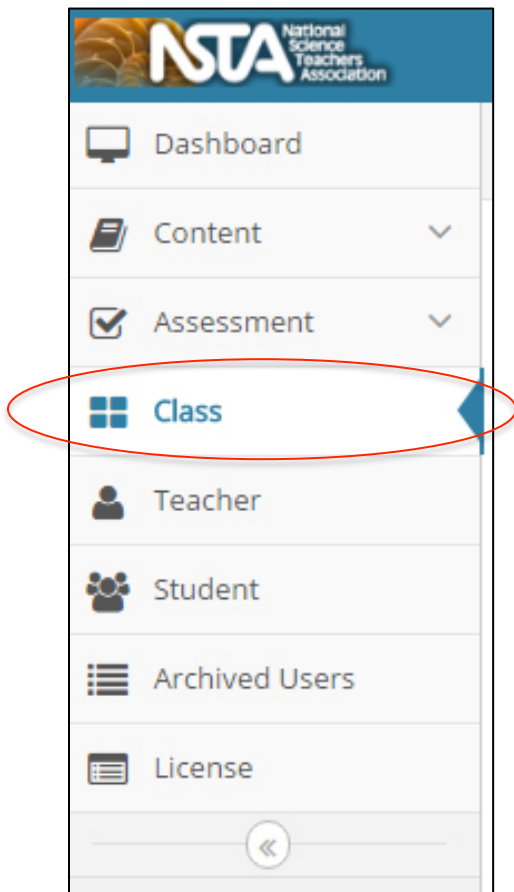 NSTA
National
Science
Teachers
Association
Dashboard
Content
Assessment
Class
Teacher
Student
Archived Users
License